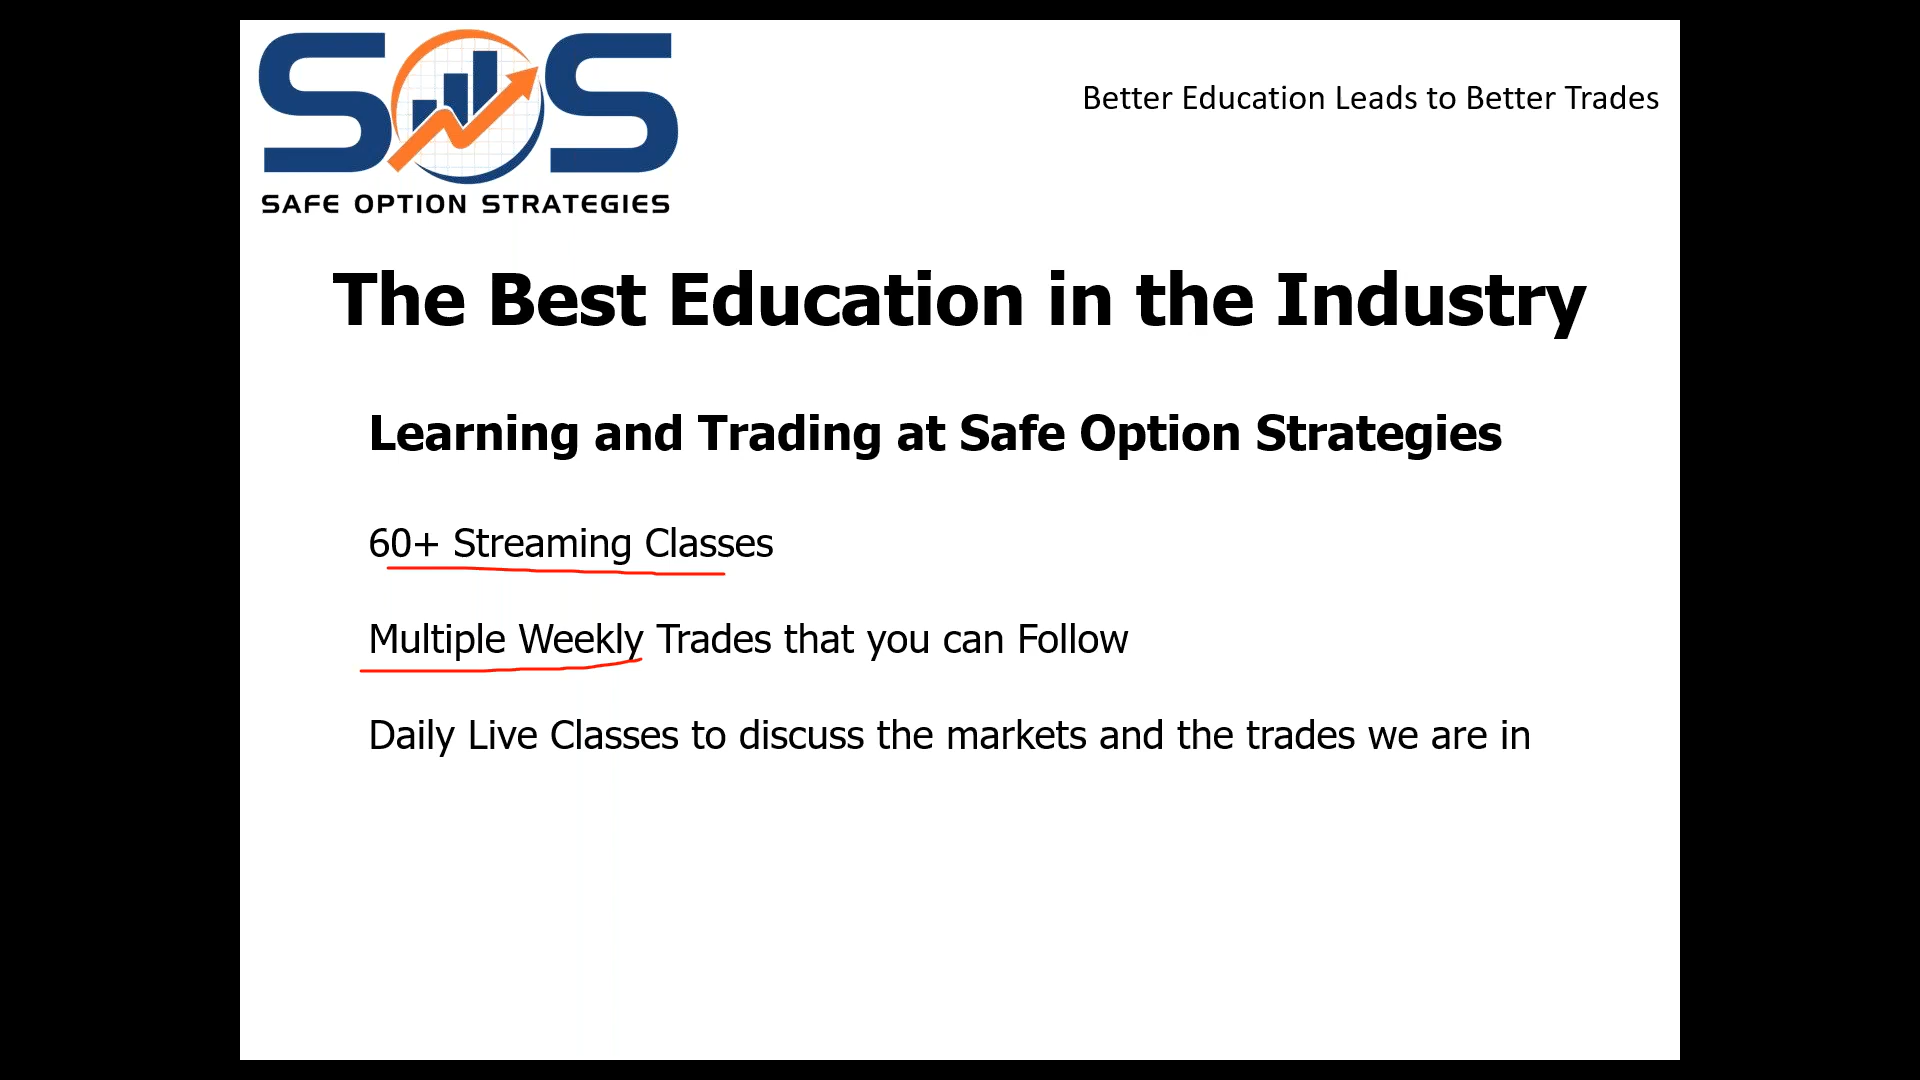 SOS
SAFE OPTION STRATEGIES
Better Education Leads to Better Trades
The Best Education in the Industry
Learning and Trading at Safe Option Strategies
60+ Streaming Classes
Multiple Weekly Trades that you can Follow
Daily Live Classes to discuss the markets and the trades we are in